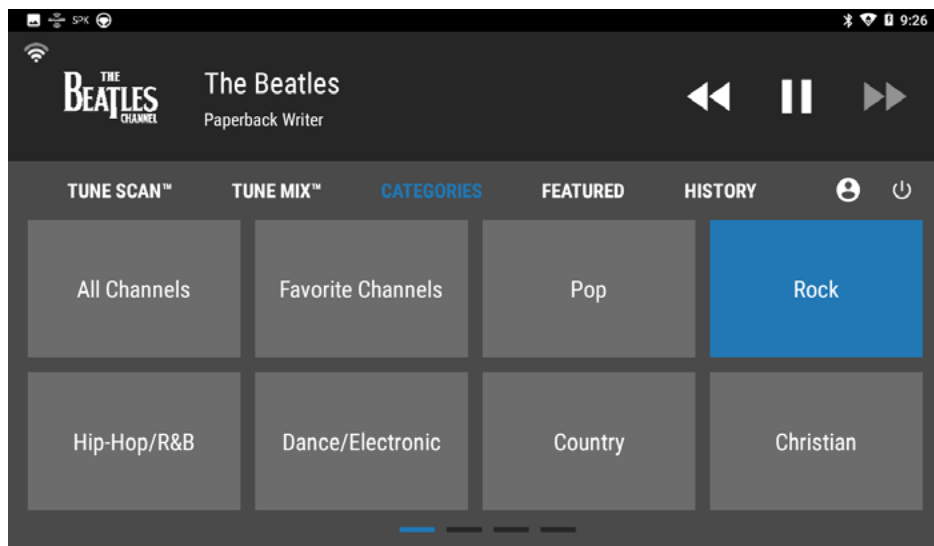 SPK 9:26
THE
BEATLES
CHANNEL
The Beatles
Paperback Writer
TUNE SCAN™ TUNE MIX™ CATEGORIES FEATURED HISTORY
All Channels Favorite Channels Pop Rock
Hip-Hop/R&B Dance/Electronic Country Christian